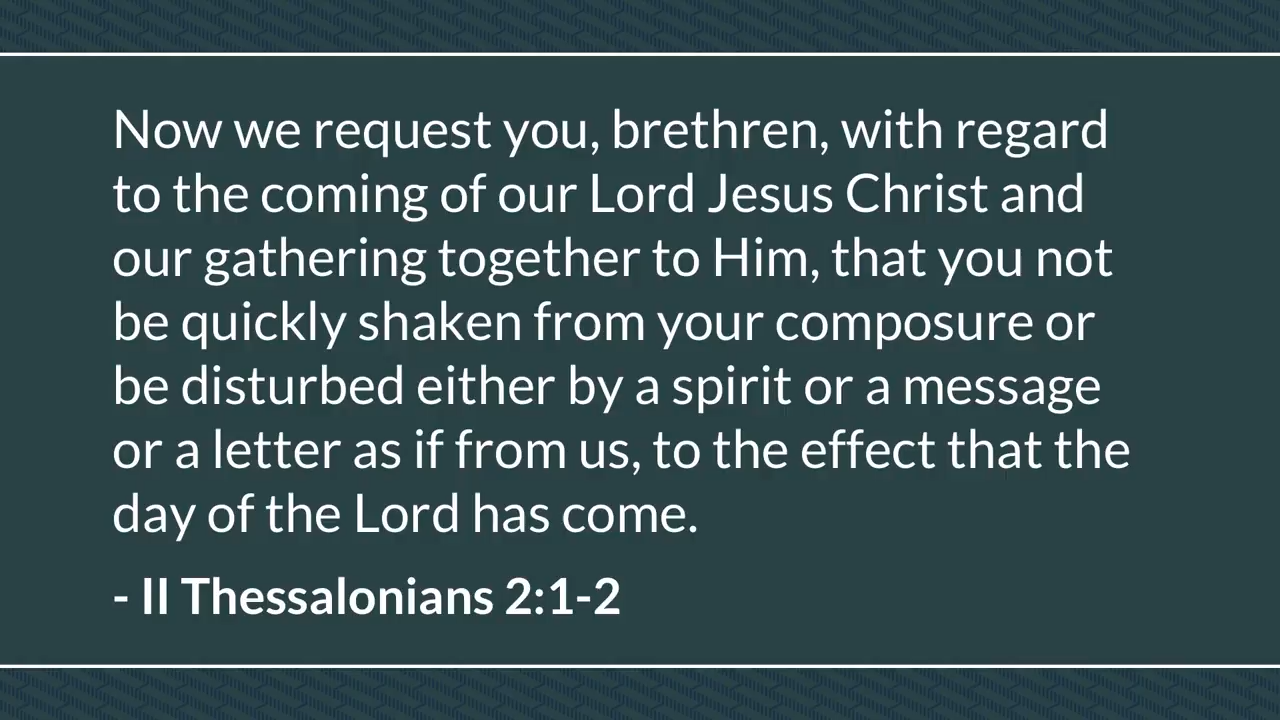 Now we request you, brethren, with regard
to the coming of our Lord Jesus Christ and
our gathering together to Him, that you not
be quickly shaken from your composure or
be disturbed either by a spirit or a message
or a letter as if from us, to the effect that the
day of the Lord has come.
- II Thessalonians 2:1-2